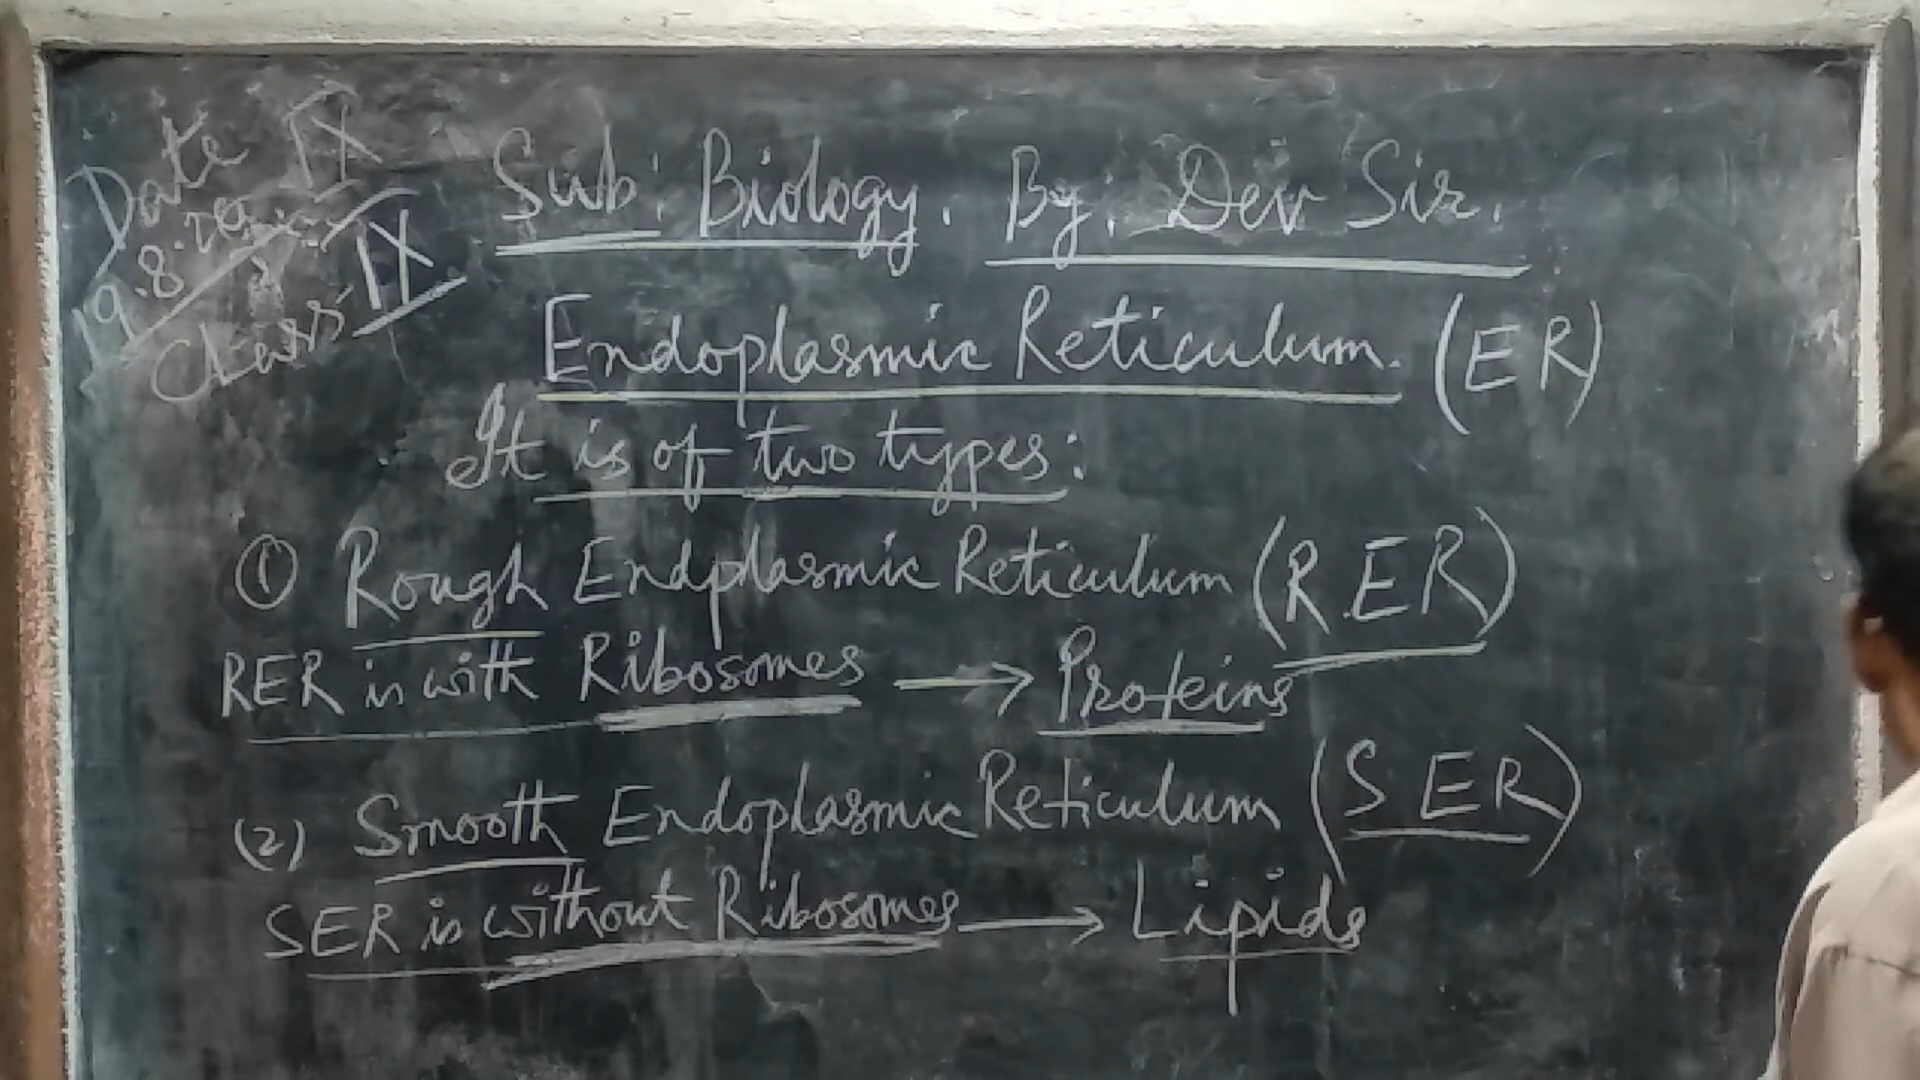 Date IX
19.8.
Class IX
Sub: Biology. By: Dev Sir.
Endoplasmic Reticulum. (ER)
It is of two types:
① Rough Endplasmic Reticulum (R.ER)
RER is with Ribosomes → Proteins
(2) Smooth Endoplasmic Reticulum (SER)
SER is without Ribosomes → Lipids